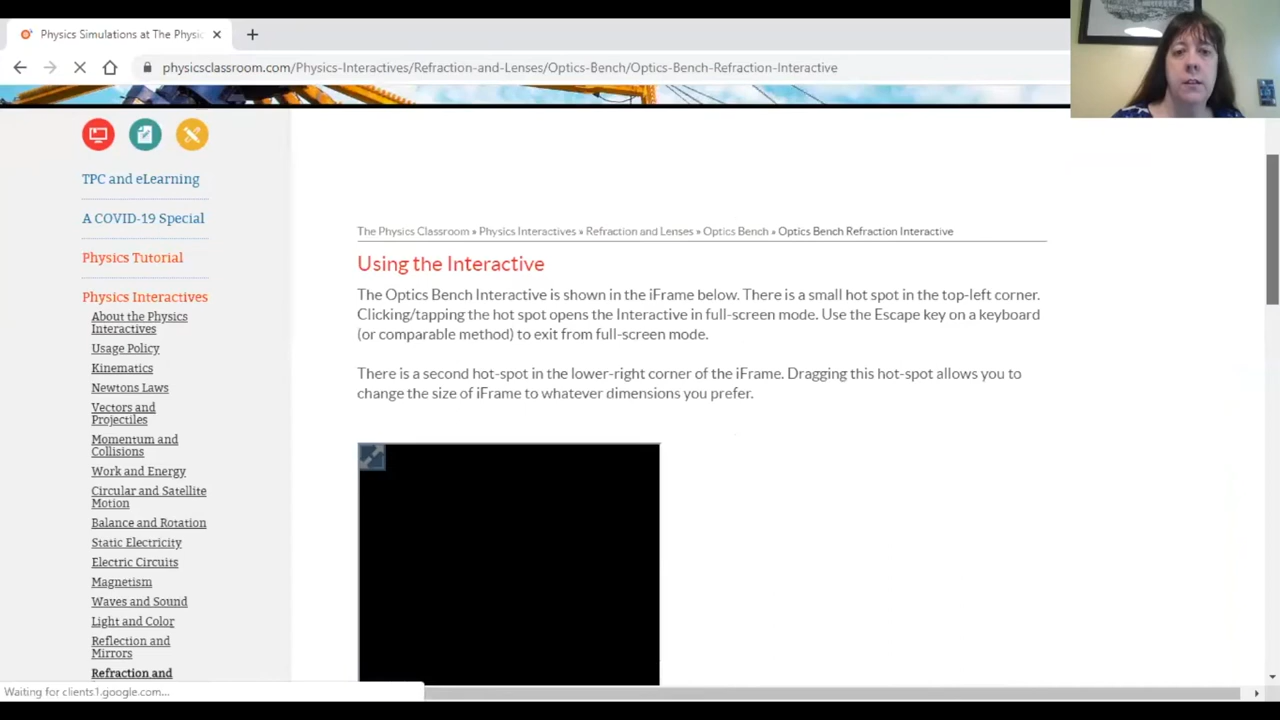 Physics Simulations at The Physic
physicsclassroom.com/Physics-Interactives/Refraction-and-Lenses/Optics-Bench/Optics-Bench-Refraction-Interactive
TPC and eLearning
A COVID-19 Special
Physics Tutorial
Physics Interactives
About the Physics
Interactives
Usage Policy
Kinematics
Newtons Laws
Vectors and
Projectiles
Momentum and
Collisions
Work and Energy
Circular and Satellite
Motion
Balance and Rotation
Static Electricity
Electric Circuits
Magnetism
Waves and Sound
Light and Color
Reflection and
Mirrors
Refraction and
The Physics Classroom » Physics Interactives » Refraction and Lenses » Optics Bench » Optics Bench Refraction Interactive
Using the Interactive
The Optics Bench Interactive is shown in the iFrame below. There is a small hot spot in the top-left corner.
Clicking/tapping the hot spot opens the Interactive in full-screen mode. Use the Escape key on a keyboard
(or comparable method) to exit from full-screen mode.
There is a second hot-spot in the lower-right corner of the iFrame. Dragging this hot-spot allows you to
change the size of iFrame to whatever dimensions you prefer.
Waiting for clients1.google.com...